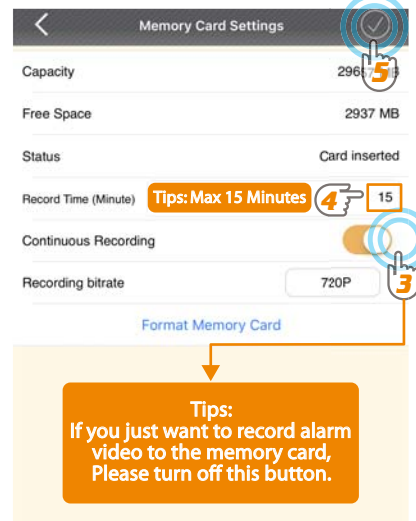 Memory Card Settings
Capacity
5
Free Space 2937 MB
Status Card inserted
Record Time (Minute) Tips: Max 15 Minutes 4 15
Continuous Recording
Recording bitrate 720P 3
Format Memory Card
Tips:
If you just want to record alarm
video to the memory card,
Please turn off this button.